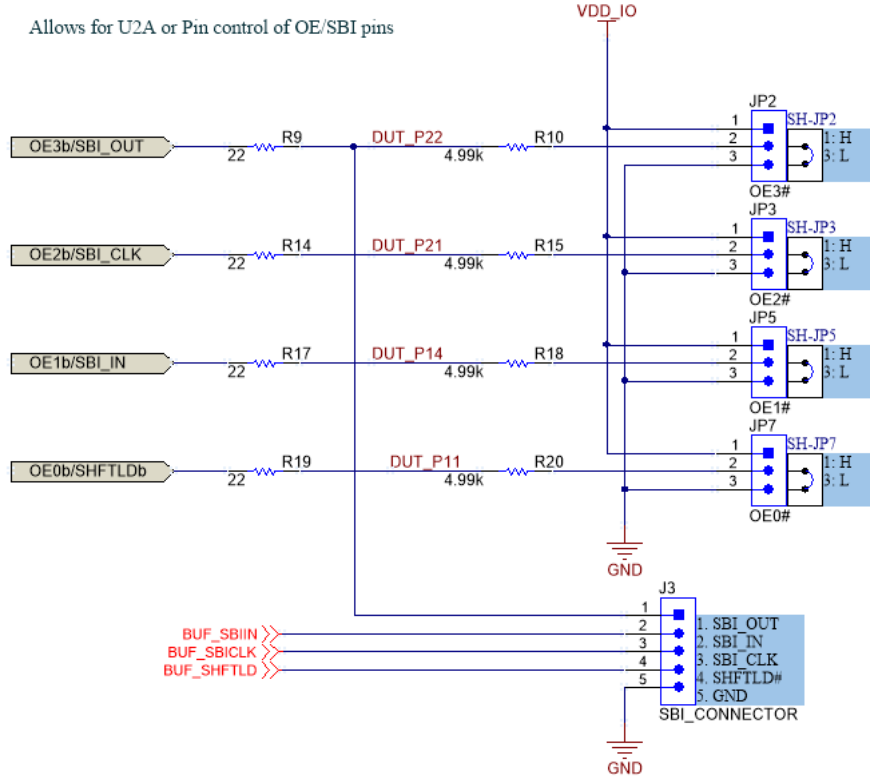 Allows for U2A or Pin control of OE/SBI pins
VDD_IO
JP2
OE3b/SBI_OUT
R9
22
DUT_P22
4.99k
R10
1
2
3
SH-JP2
1: H
3: L
OE3#
JP3
OE2b/SBI_CLK
R14
22
DUT_P21
4.99k
R15
1
2
3
SH-JP3
1: H
3: L
OE2#
JP5
OE1b/SBI_IN
R17
22
DUT_P14
4.99k
R18
1
2
3
SH-JP5
1: H
3: L
OE1#
JP7
OE0b/SHFTLDb
R19
22
DUT_P11
4.99k
R20
1
2
3
SH-JP7
1: H
3: L
OE0#
GND
J3
BUF_SBIIN
BUF_SBICLK
BUF_SHFTLD
1
2
3
4
5
1. SBI_OUT
2. SBI_IN
3. SBI_CLK
4. SHFTLD#
5. GND
SBI_CONNECTOR
GND